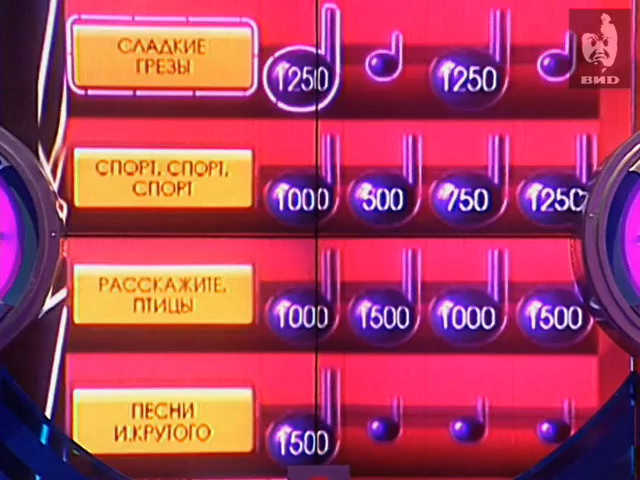 СЛАДКИЕ
ГРЕЗЫ
1250
1250
ВИD
СПОРТ, СПОРТ,
СПОРТ
1000
500
750
1250
РАССКАЖИТЕ,
ПТИЦЫ
1000
1500
1000
1500
ПЕСНИ
И.КРУТОГО
1500